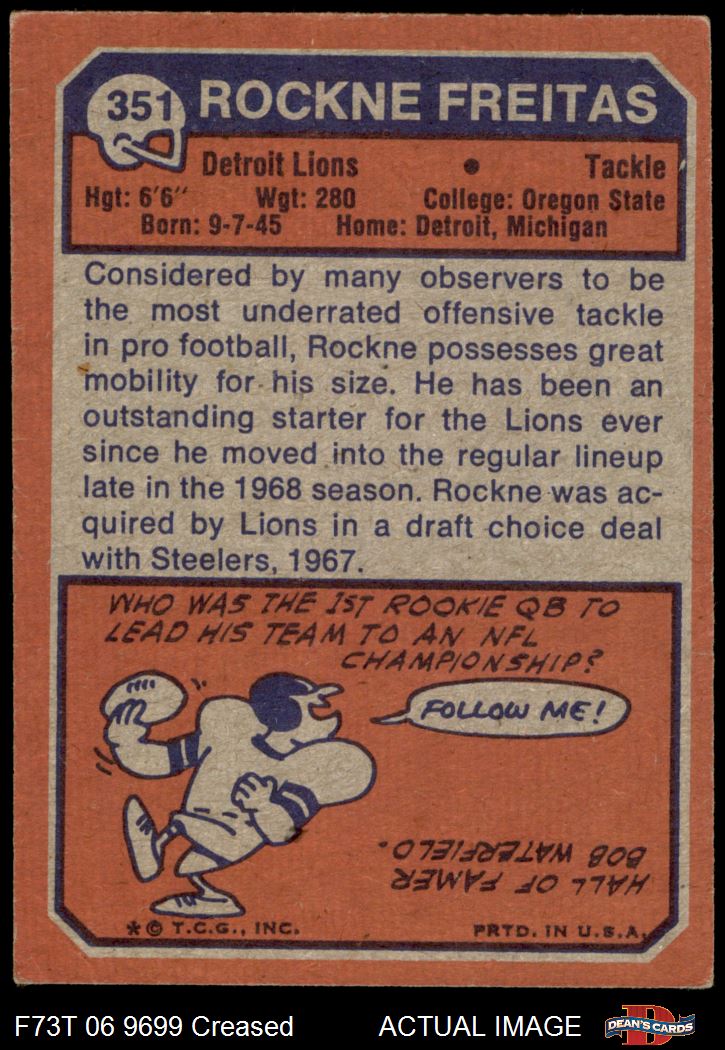 351 ROCKNE FREITAS
Detroit Lions • Tackle
Hgt: 6'6" Wgt: 280 College: Oregon State
Born: 9-7-45 Home: Detroit, Michigan
Considered by many observers to be
the most underrated offensive tackle
in pro football, Rockne possesses great
mobility for his size. He has been an
outstanding starter for the Lions ever
since he moved into the regular lineup
late in the 1968 season. Rockne was ac-
quired by Lions in a draft choice deal
with Steelers, 1967.
WHO WAS THE 1ST ROOKIE QB TO
LEAD HIS TEAM TO AN NFL
CHAMPIONSHIP?
FOLLOW ME!
HALL OF FAMER
BOB WATERFIELD.
*© T.C.G., INC. PRTD. IN U.S.A.
F73T 06 9699 Creased ACTUAL IMAGE
D
DEAN'S CARDS